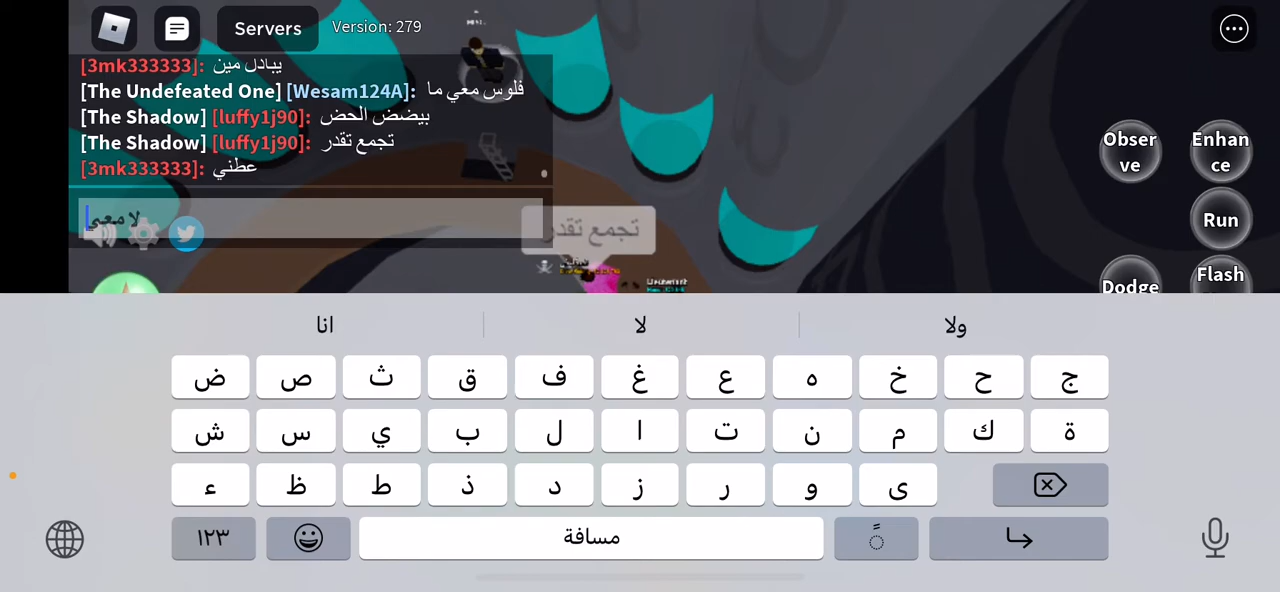 Servers
Version: 279
[3mk333333]: يبادل مين
[The Undefeated One] [Wesam124A]: فلوس معي ما
[The Shadow] [luffy1j90]: بيضض الحض
[The Shadow] [luffy1j90]: تجمع تقدر
[3mk333333]: عطني
لا معي
تجمع تقدر
Observe
Enhance
Run
Dodge
Flash
انا
لا
ولا
ض ص ث ق ف غ ع ه خ ح ج
ش س ي ب ل ا ت ن م ك ة
ء ظ ط ذ د ز ر و ى
١٢٣
مسافة